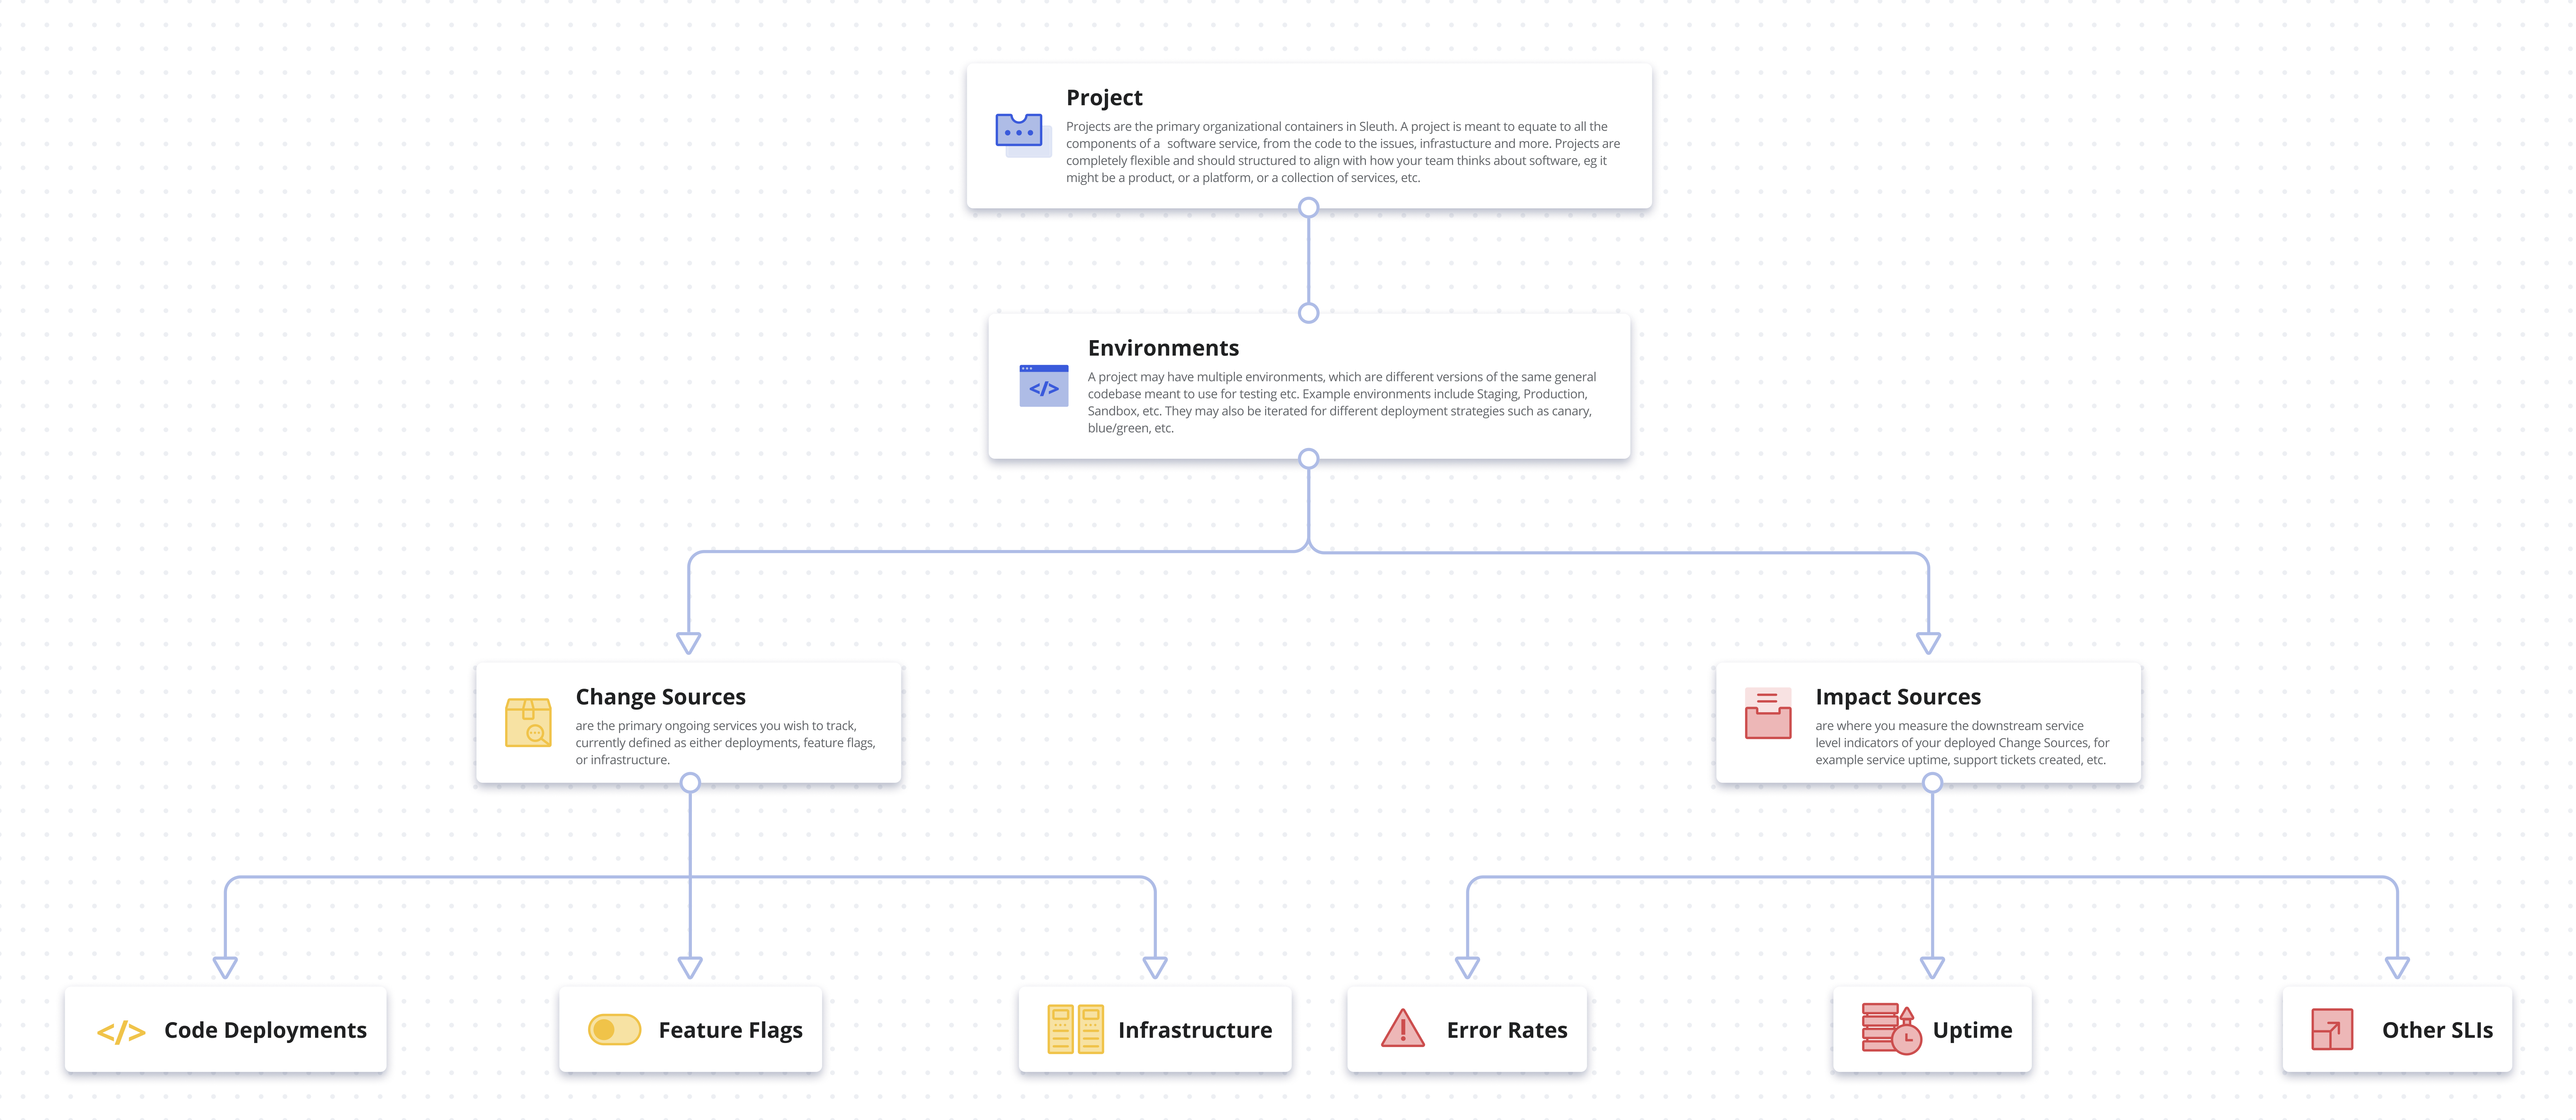 Project
Projects are the primary organizational containers in Sleuth. A project is meant to equate to all the
components of a  software service, from the code to the issues, infrastucture and more. Projects are
completely flexible and should structured to align with how your team thinks about software, eg it
might be a product, or a platform, or a collection of services, etc.
Environments
A project may have multiple environments, which are different versions of the same general
codebase meant to use for testing etc. Example environments include Staging, Production,
Sandbox, etc. They may also be iterated for different deployment strategies such as canary,
blue/green, etc.
Change Sources
are the primary ongoing services you wish to track,
currently defined as either deployments, feature flags,
or infrastructure.
Impact Sources
are where you measure the downstream service
level indicators of your deployed Change Sources, for
example service uptime, support tickets created, etc.
Code Deployments
Feature Flags
Infrastructure
Error Rates
Uptime
Other SLIs